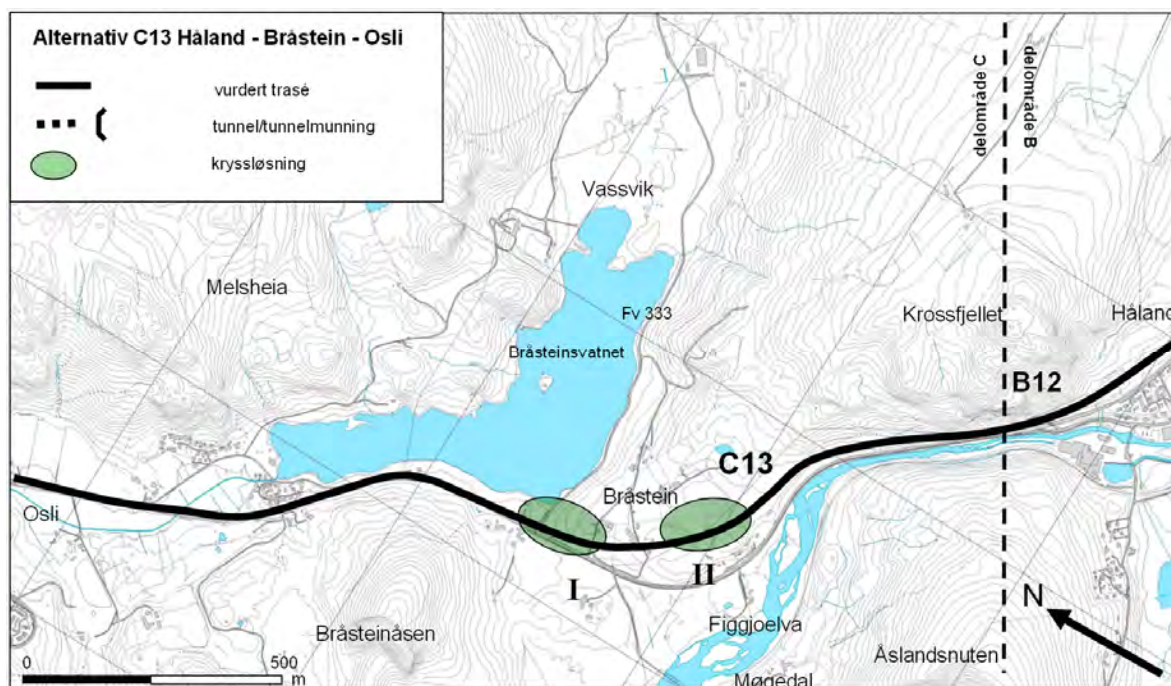 Alternativ C13 Håland - Bråstein - Osli
vurdert trasé
tunnel/tunnelmunning
kryssløsning
delområde C
delområde B
Vassvik
Melsheia
Fv 333
Krossfjellet
Håland
Bråsteinsvatnet
B12
C13
Bråstein
Osli
I
II
N
Bråsteinåsen
Figgjoelva
Åslandsnuten
Møgedal
0 500
m